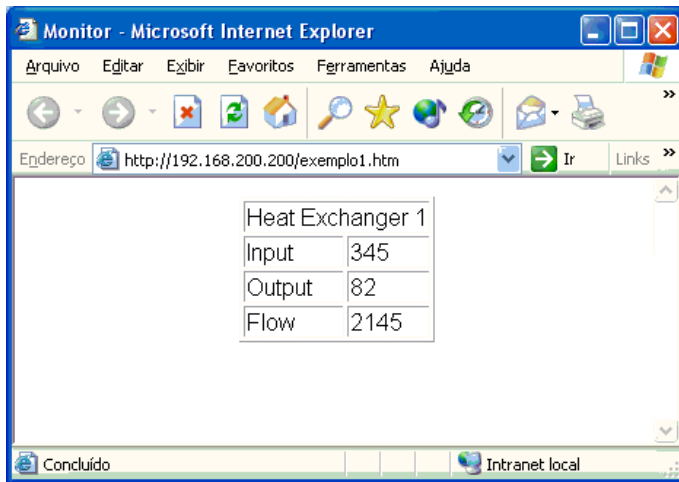 Monitor - Microsoft Internet Explorer
Arquivo Editar Exibir Favoritos Ferramentas Ajuda
Endereço http://192.168.200.200/exemplo1.htm Ir Links
Heat Exchanger 1
Input 345
Output 82
Flow 2145
Concluído Intranet local